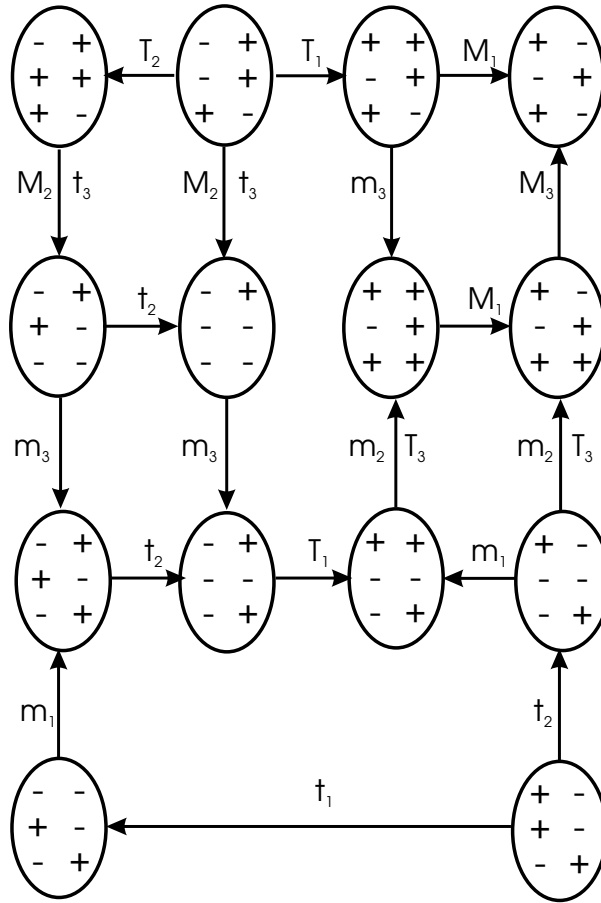 - + T₂ - + T₁ + + M₁ + -
+ + - + - + - +
+ - + - + + + -
M₂ t₃ M₂ t₃ m₃ M₃
- + t₂ - + + + M₁ + -
+ - - - - + - +
- - - - + + + +
m₃ m₃ m₂ T₃ m₂ T₃
- + t₂ - + T₁ + + m₁ + -
+ - - - - - - -
- + - + - + - +
m₁ t₂
- - t₁ + -
+ - + -
- + - +